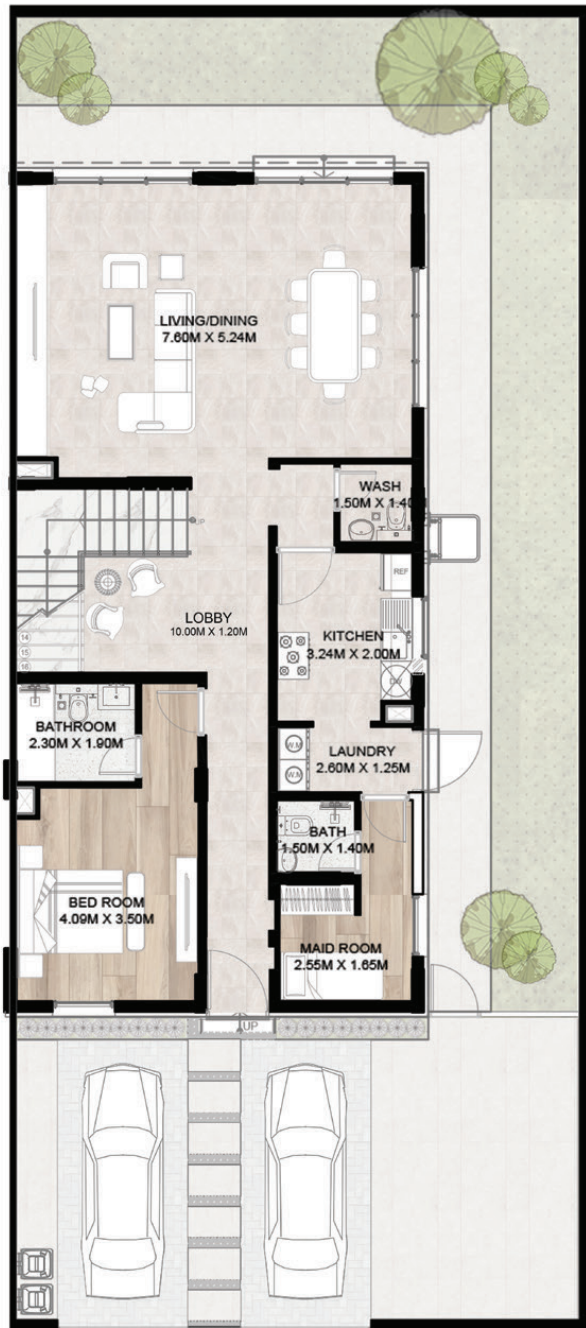 LIVING/DINING
7.60M X 5.24M
WASH
1.50M X 1.40M
REF
LOBBY
10.00M X 1.20M
KITCHEN
3.24M X 2.00M
14
15
16
BATHROOM
2.30M X 1.90M
W.M
W.M
LAUNDRY
2.60M X 1.25M
BATH
1.50M X 1.40M
BED ROOM
4.09M X 3.50M
MAID ROOM
2.55M X 1.65M
UP